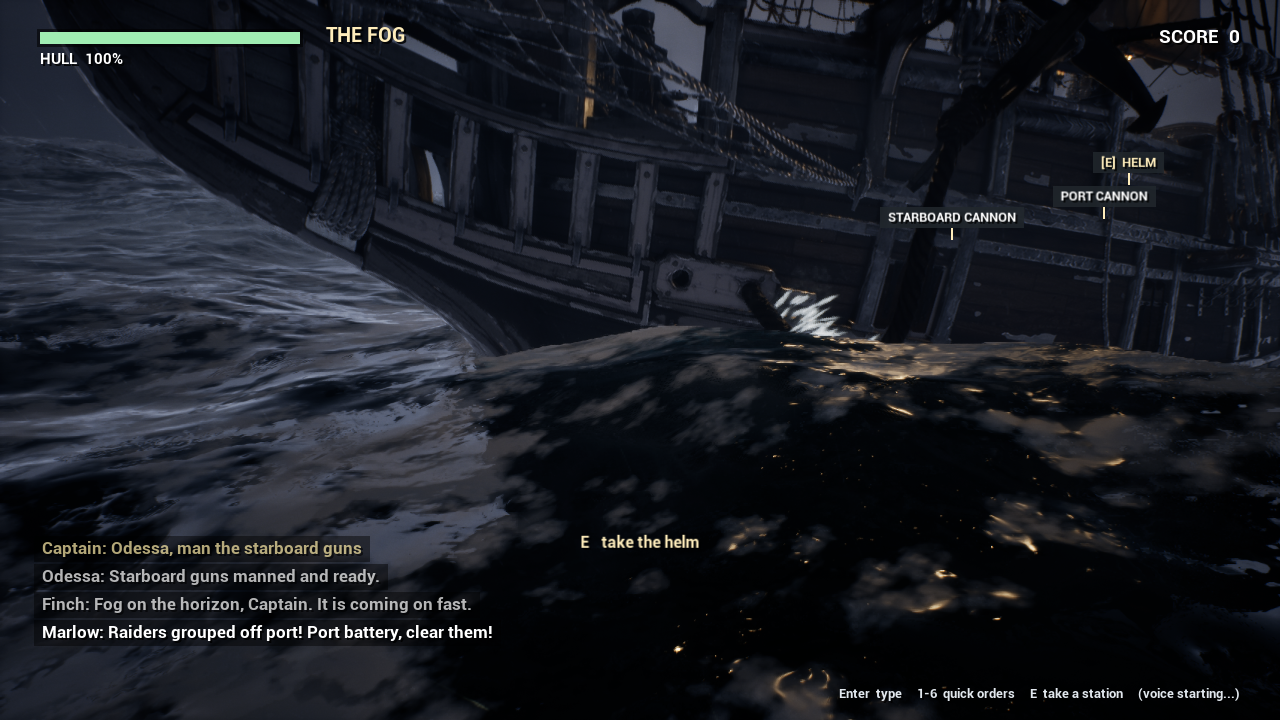 THE FOG
SCORE 0
HULL 100%
[E] HELM
PORT CANNON
STARBOARD CANNON
E take the helm
Captain: Odessa, man the starboard guns
Odessa: Starboard guns manned and ready.
Finch: Fog on the horizon, Captain. It is coming on fast.
Marlow: Raiders grouped off port! Port battery, clear them!
Enter type 1-6 quick orders E take a station (voice starting...)